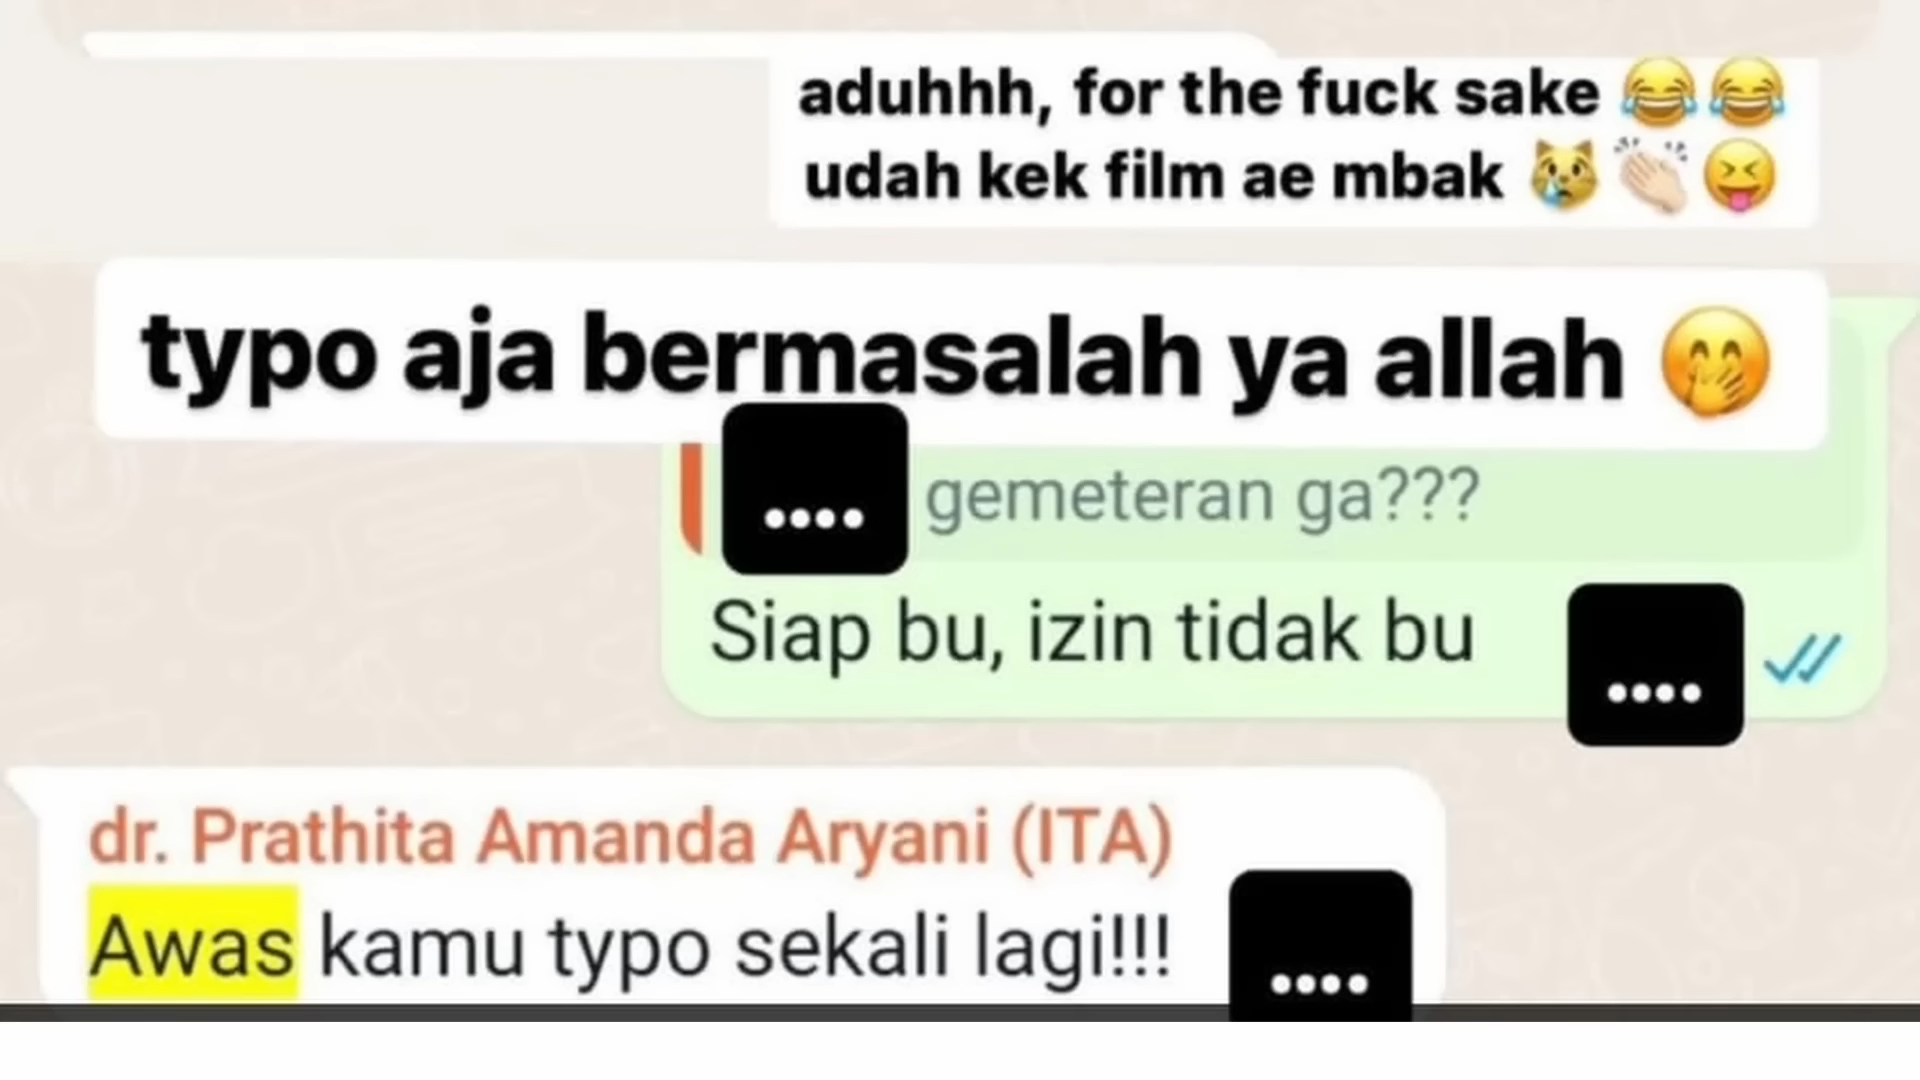 aduhhh, for the fuck sake 😂😂
udah kek film ae mbak 😿👏🏻😝
typo aja bermasalah ya allah 🤭
gemeteran ga???
Siap bu, izin tidak bu
dr. Prathita Amanda Aryani (ITA)
Awas kamu typo sekali lagi!!!